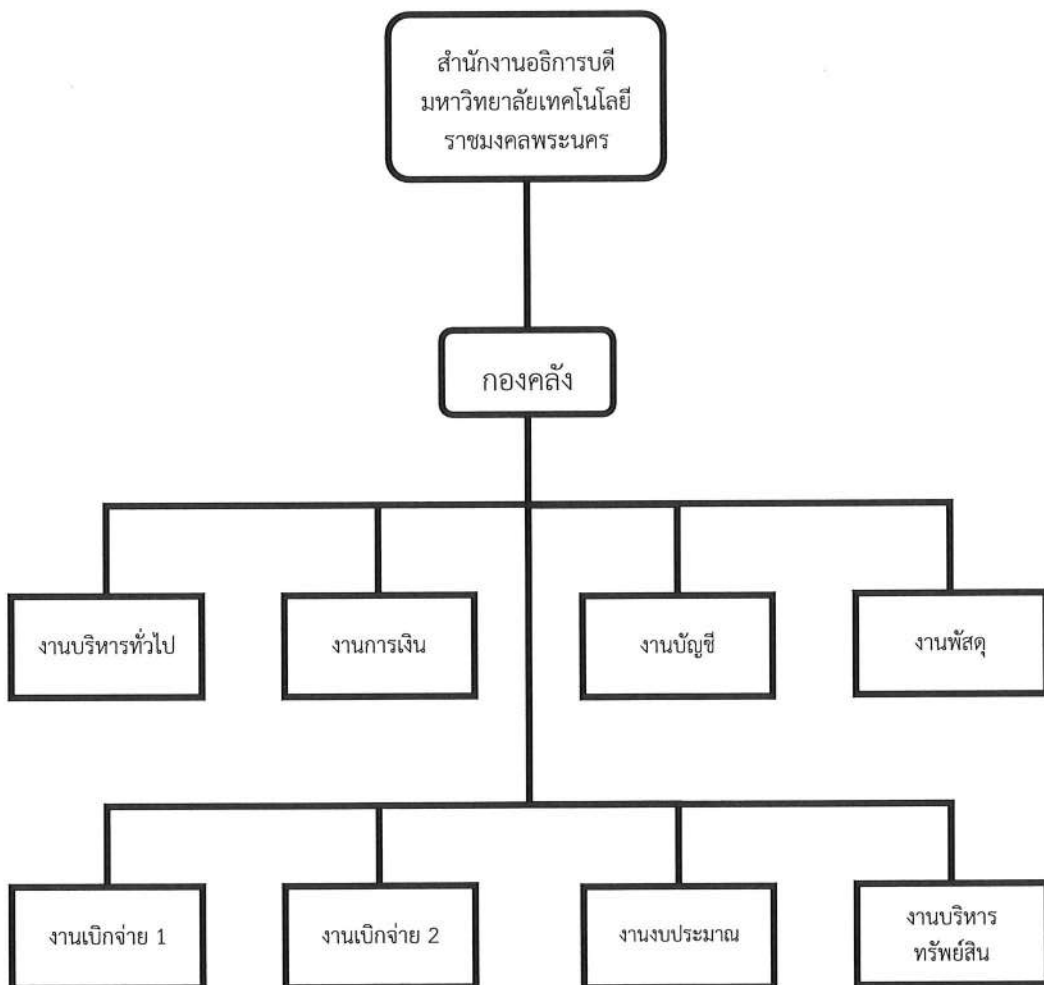 สำนักงานอธิการบดี
มหาวิทยาลัยเทคโนโลยี
ราชมงคลพระนคร
กองคลัง
งานบริหารทั่วไป
งานการเงิน
งานบัญชี
งานพัสดุ
งานเบิกจ่าย 1
งานเบิกจ่าย 2
งานงบประมาณ
งานบริหาร
ทรัพย์สิน